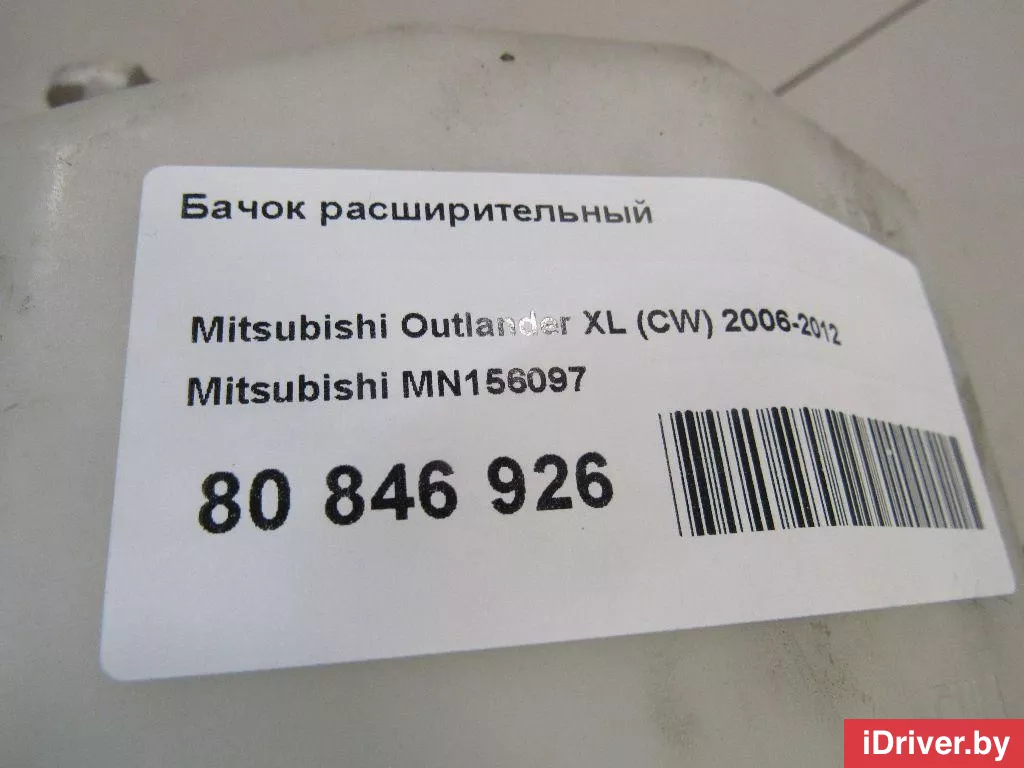 Бачок расширительный
Mitsubishi Outlander XL (CW) 2006-2012
Mitsubishi MN156097
80 846 926
iDriver.by